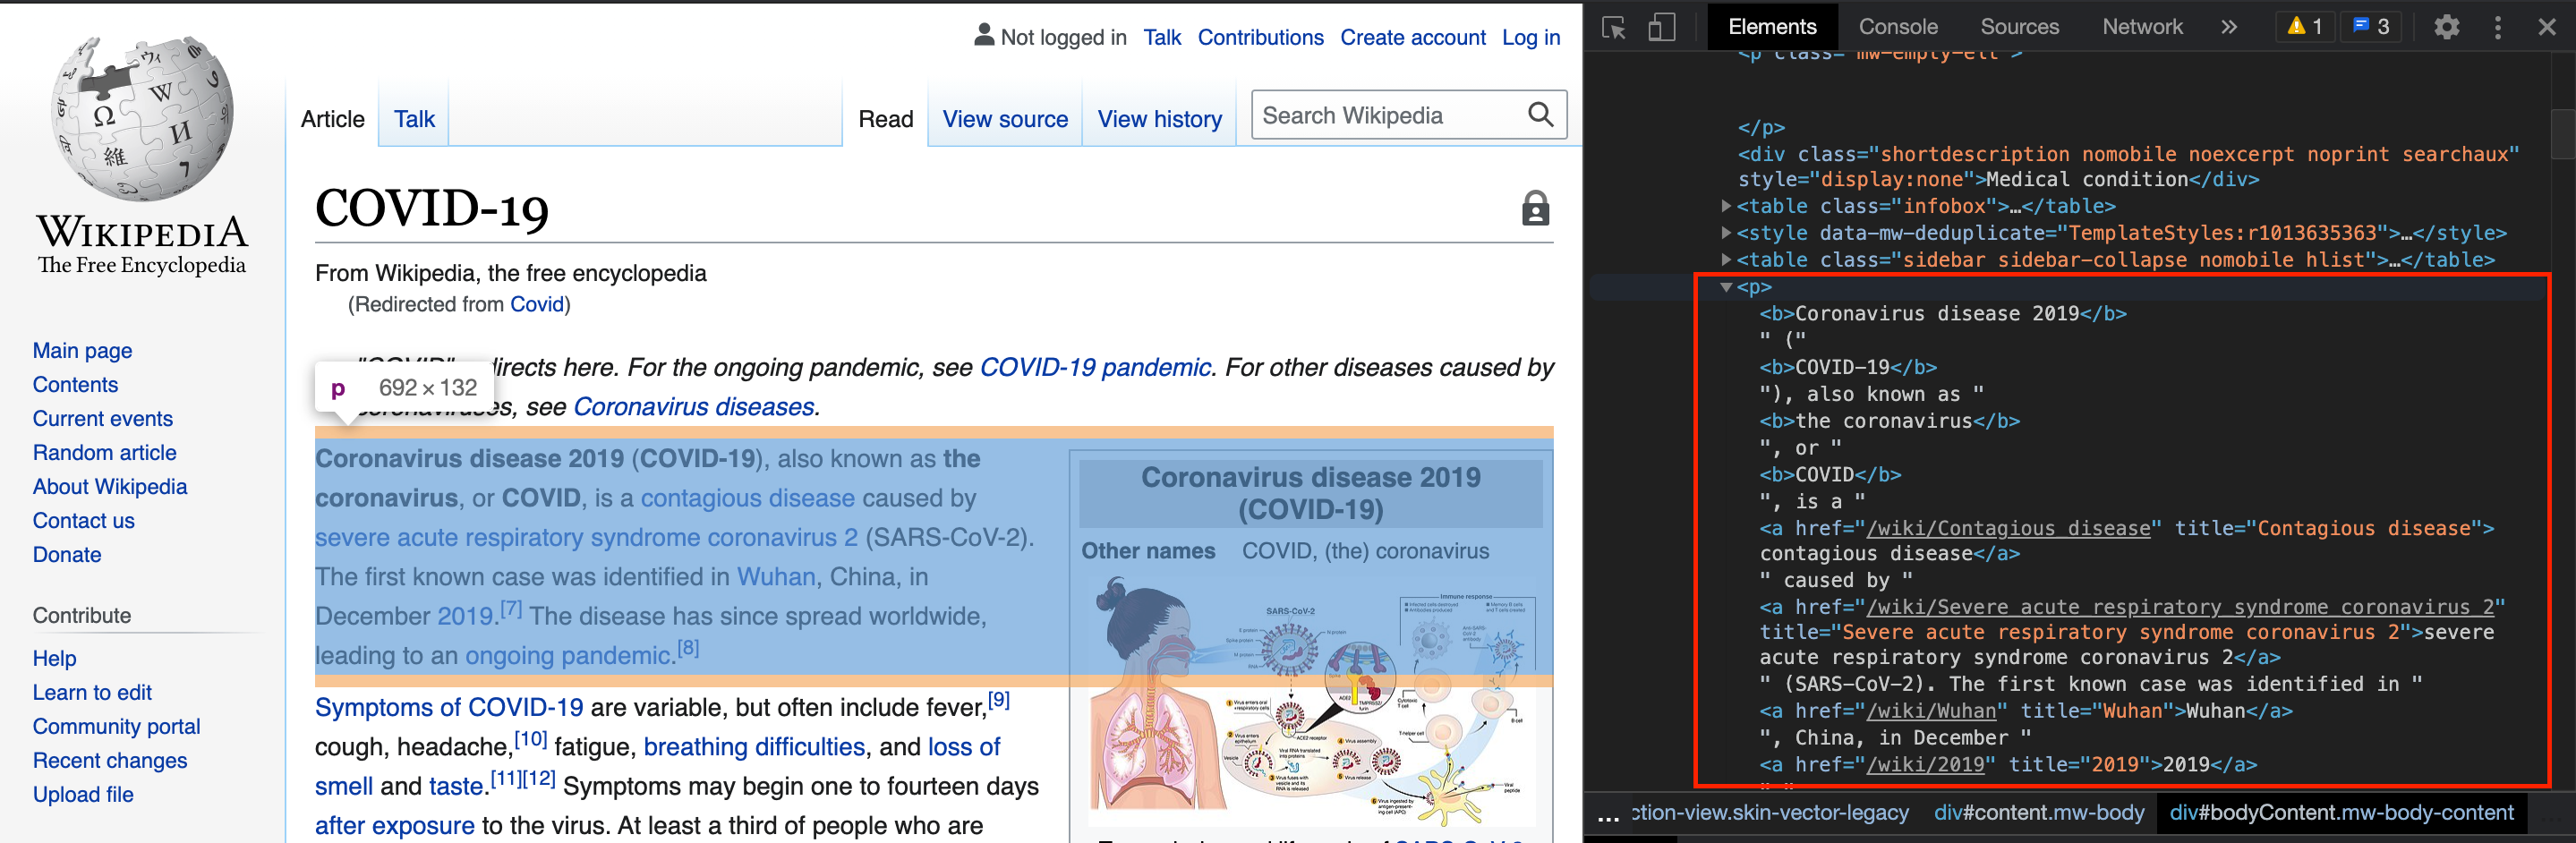 WIKIPEDIA
The Free Encyclopedia
Main page
Contents
Current events
Random article
About Wikipedia
Contact us
Donate
Contribute
Help
Learn to edit
Community portal
Recent changes
Upload file
Not logged in Talk Contributions Create account Log in
Article Talk Read View source View history Search Wikipedia
COVID-19
From Wikipedia, the free encyclopedia
(Redirected from Covid)
directs here. For the ongoing pandemic, see COVID-19 pandemic. For other diseases caused by
coronaviruses, see Coronavirus diseases.
p 692 × 132
Coronavirus disease 2019 (COVID-19), also known as the
coronavirus, or COVID, is a contagious disease caused by
severe acute respiratory syndrome coronavirus 2 (SARS-CoV-2).
The first known case was identified in Wuhan, China, in
December 2019.[7] The disease has since spread worldwide,
leading to an ongoing pandemic.[8]
Symptoms of COVID-19 are variable, but often include fever,[9]
cough, headache,[10] fatigue, breathing difficulties, and loss of
smell and taste.[11][12] Symptoms may begin one to fourteen days
after exposure to the virus. At least a third of people who are
Coronavirus disease 2019
(COVID-19)
Other names COVID, (the) coronavirus
SARS-CoV-2
Immune response
Elements Console Sources Network » 1 3
<p class="mw-empty-elt">
</p>
<div class="shortdescription nomobile noexcerpt noprint searchaux"
style="display:none">Medical condition</div>
<table class="infobox">…</table>
<style data-mw-deduplicate="TemplateStyles:r1013635363">…</style>
<table class="sidebar sidebar-collapse nomobile hlist">…</table>
<p>
<b>Coronavirus disease 2019</b>
" ("
<b>COVID-19</b>
"), also known as "
<b>the coronavirus</b>
", or "
<b>COVID</b>
", is a "
<a href="/wiki/Contagious_disease" title="Contagious disease">
contagious disease</a>
" caused by "
<a href="/wiki/Severe_acute_respiratory_syndrome_coronavirus_2"
title="Severe acute respiratory syndrome coronavirus 2">severe
acute respiratory syndrome coronavirus 2</a>
" (SARS-CoV-2). The first known case was identified in "
<a href="/wiki/Wuhan" title="Wuhan">Wuhan</a>
", China, in December "
<a href="/wiki/2019" title="2019">2019</a>
... ction-view.skin-vector-legacy div#content.mw-body div#bodyContent.mw-body-content